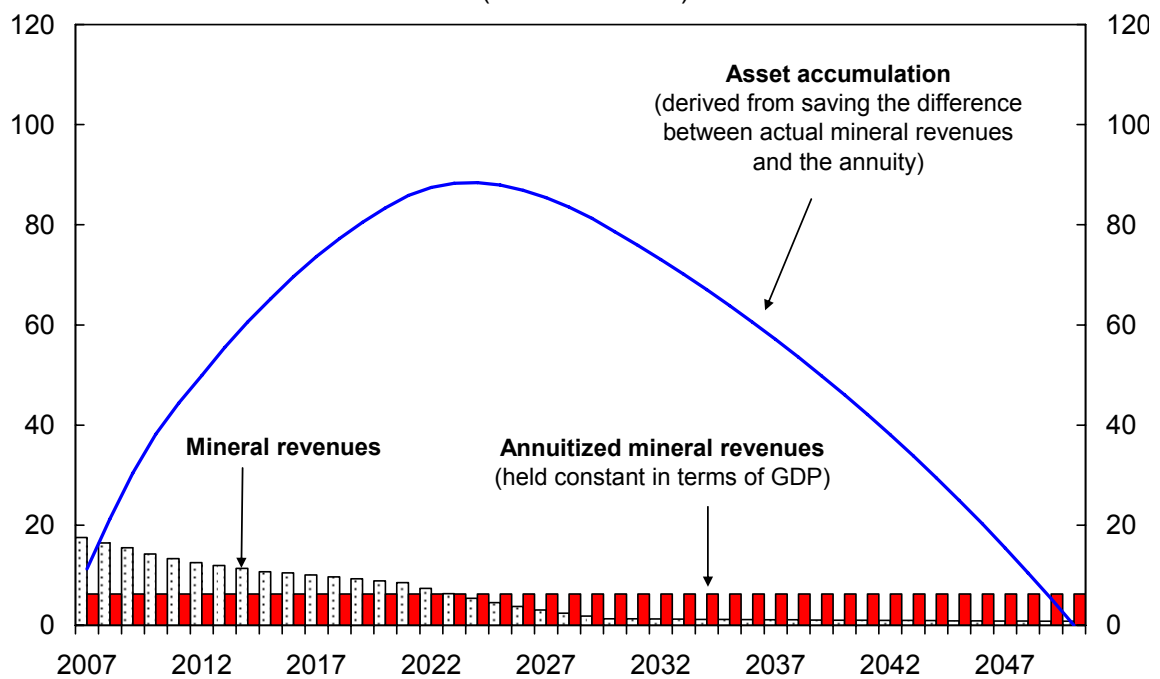 120
120
Asset accumulation
(derived from saving the difference
between actual mineral revenues
and the annuity)
100
100
80
80
60
60
40
40
Mineral revenues
Annuitized mineral revenues
(held constant in terms of GDP)
20
20
0
0
2007 2012 2017 2022 2027 2032 2037 2042 2047